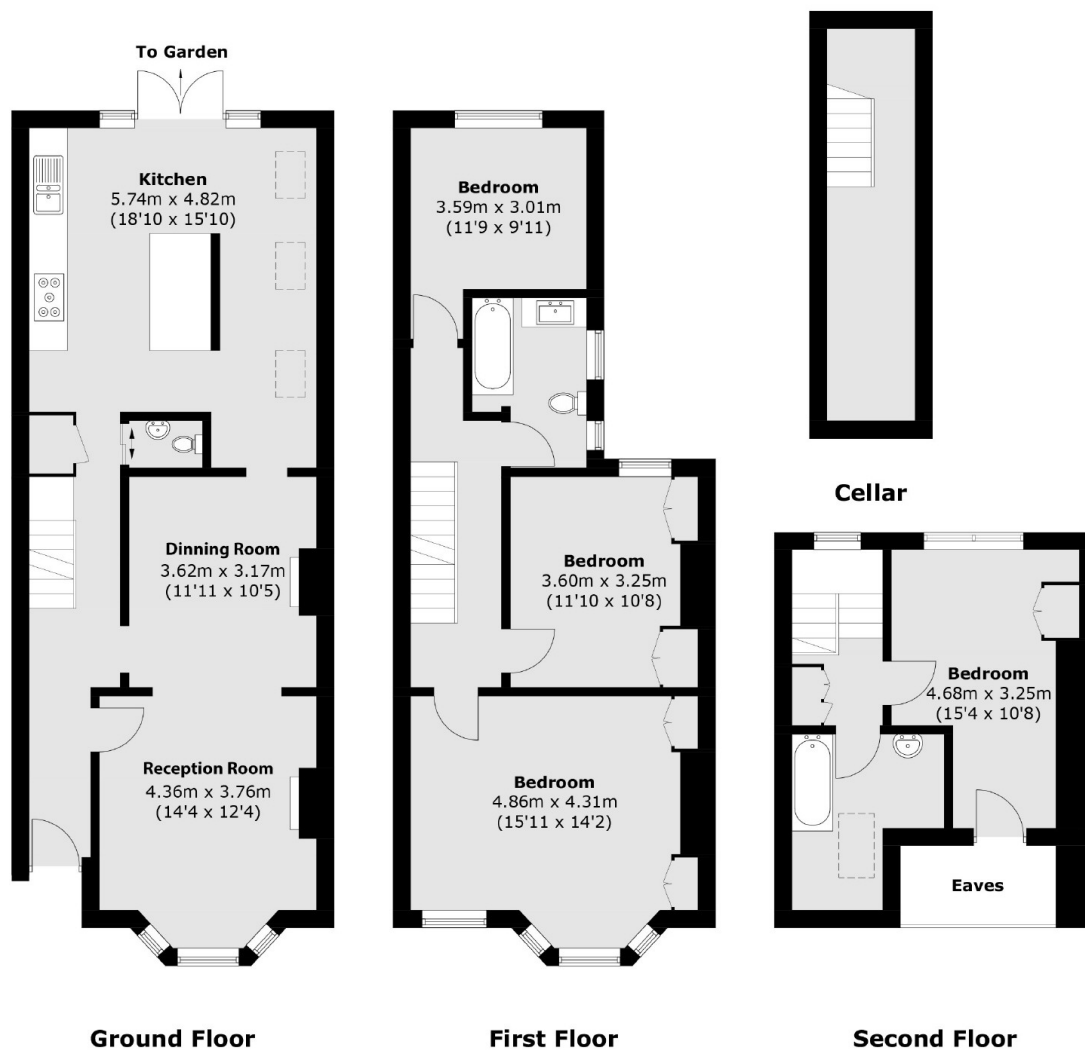 To Garden
Kitchen
5.74m x 4.82m
(18'10 x 15'10)
Dinning Room
3.62m x 3.17m
(11'11 x 10'5)
Reception Room
4.36m x 3.76m
(14'4 x 12'4)
Ground Floor
Bedroom
3.59m x 3.01m
(11'9 x 9'11)
Bedroom
3.60m x 3.25m
(11'10 x 10'8)
Bedroom
4.86m x 4.31m
(15'11 x 14'2)
First Floor
Cellar
Bedroom
4.68m x 3.25m
(15'4 x 10'8)
Eaves
Second Floor